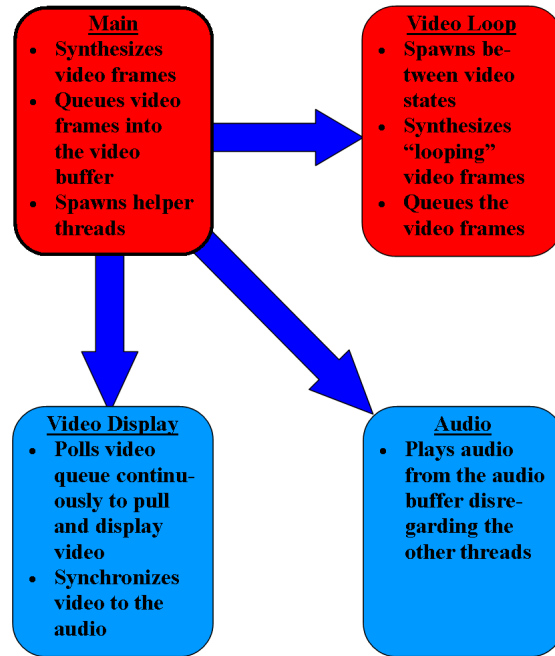 Main
• Synthesizes
video frames
• Queues video
frames into
the video
buffer
• Spawns helper
threads
Video Loop
• Spawns be-
tween video
states
• Synthesizes
“looping”
video frames
• Queues the
video frames
Video Display
• Polls video
queue continu-
ously to pull
and display
video
• Synchronizes
video to the
audio
Audio
• Plays audio
from the audio
buffer disre-
garding the
other threads